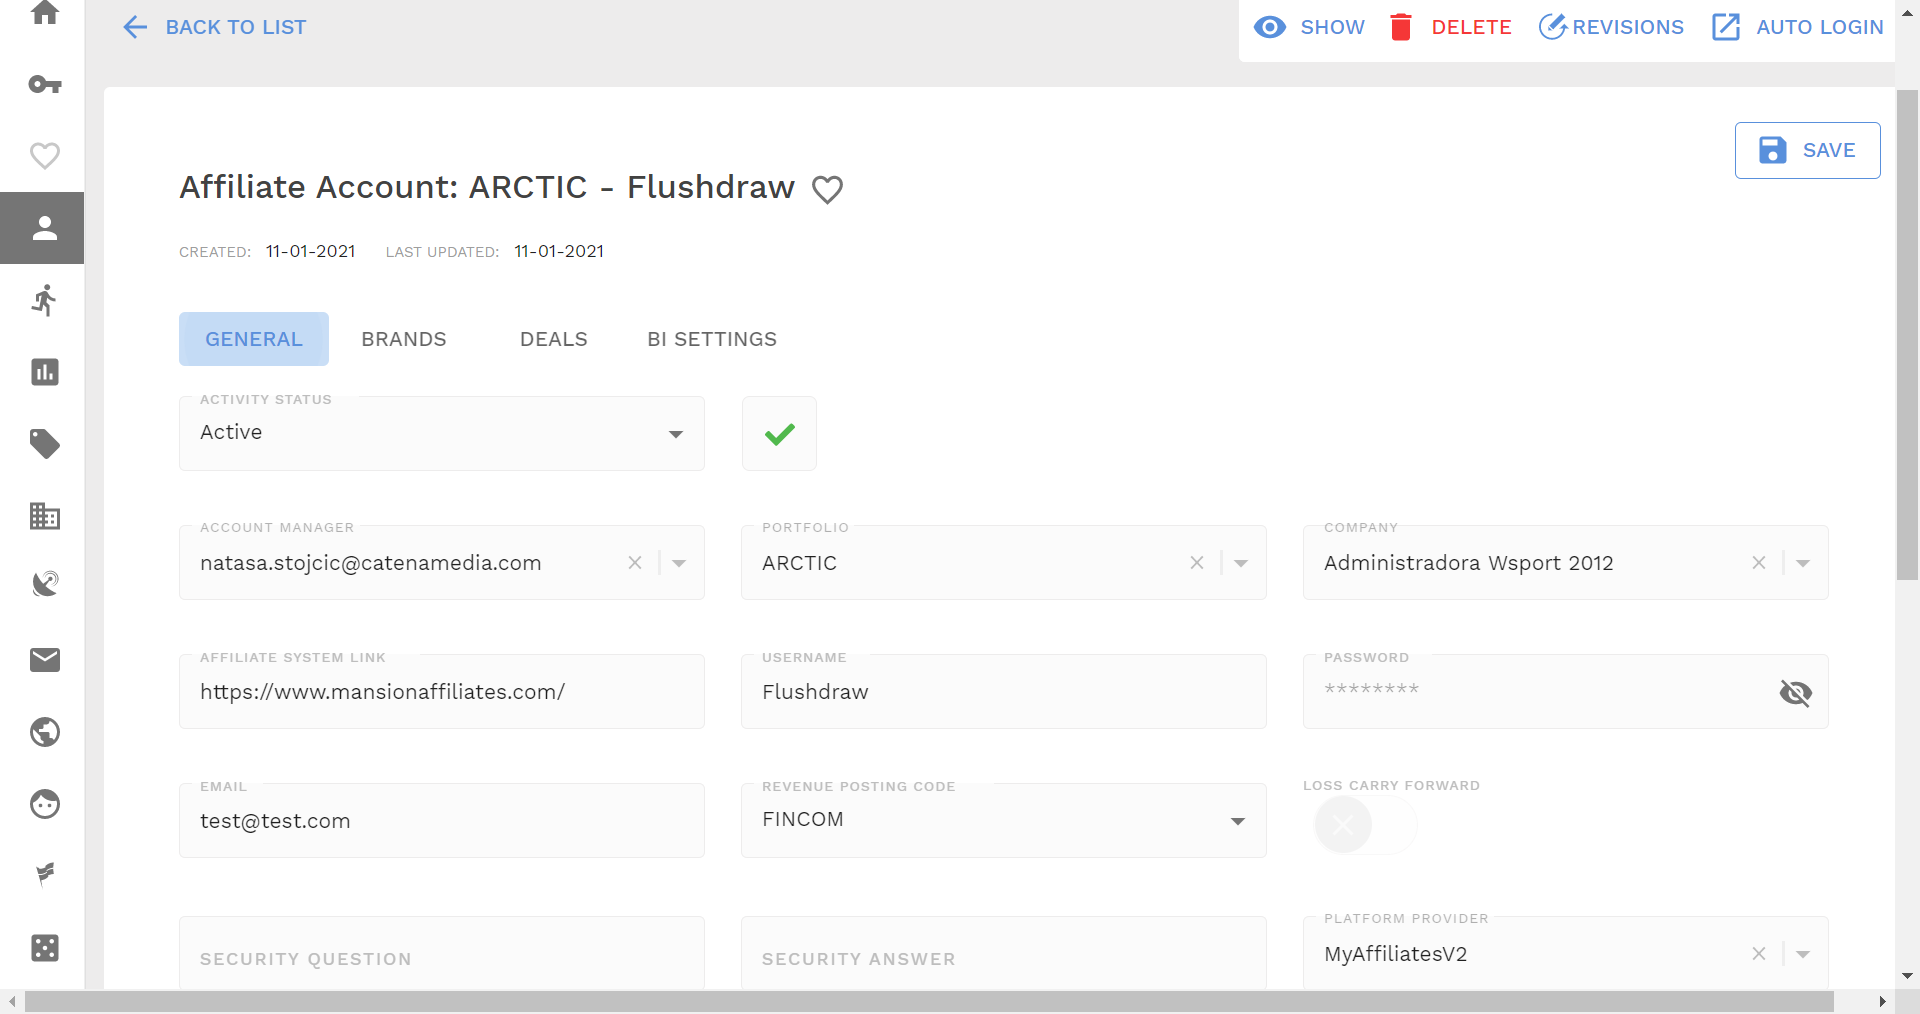 BACK TO LIST
SHOW DELETE REVISIONS AUTO LOGIN
SAVE
Affiliate Account: ARCTIC - Flushdraw
CREATED: 11-01-2021 LAST UPDATED: 11-01-2021
GENERAL BRANDS DEALS BI SETTINGS
ACTIVITY STATUS
Active
ACCOUNT MANAGER PORTFOLIO COMPANY
natasa.stojcic@catenamedia.com ARCTIC Administradora Wsport 2012
AFFILIATE SYSTEM LINK USERNAME PASSWORD
https://www.mansionaffiliates.com/ Flushdraw ********
EMAIL REVENUE POSTING CODE LOSS CARRY FORWARD
test@test.com FINCOM
PLATFORM PROVIDER
SECURITY QUESTION SECURITY ANSWER MyAffiliatesV2